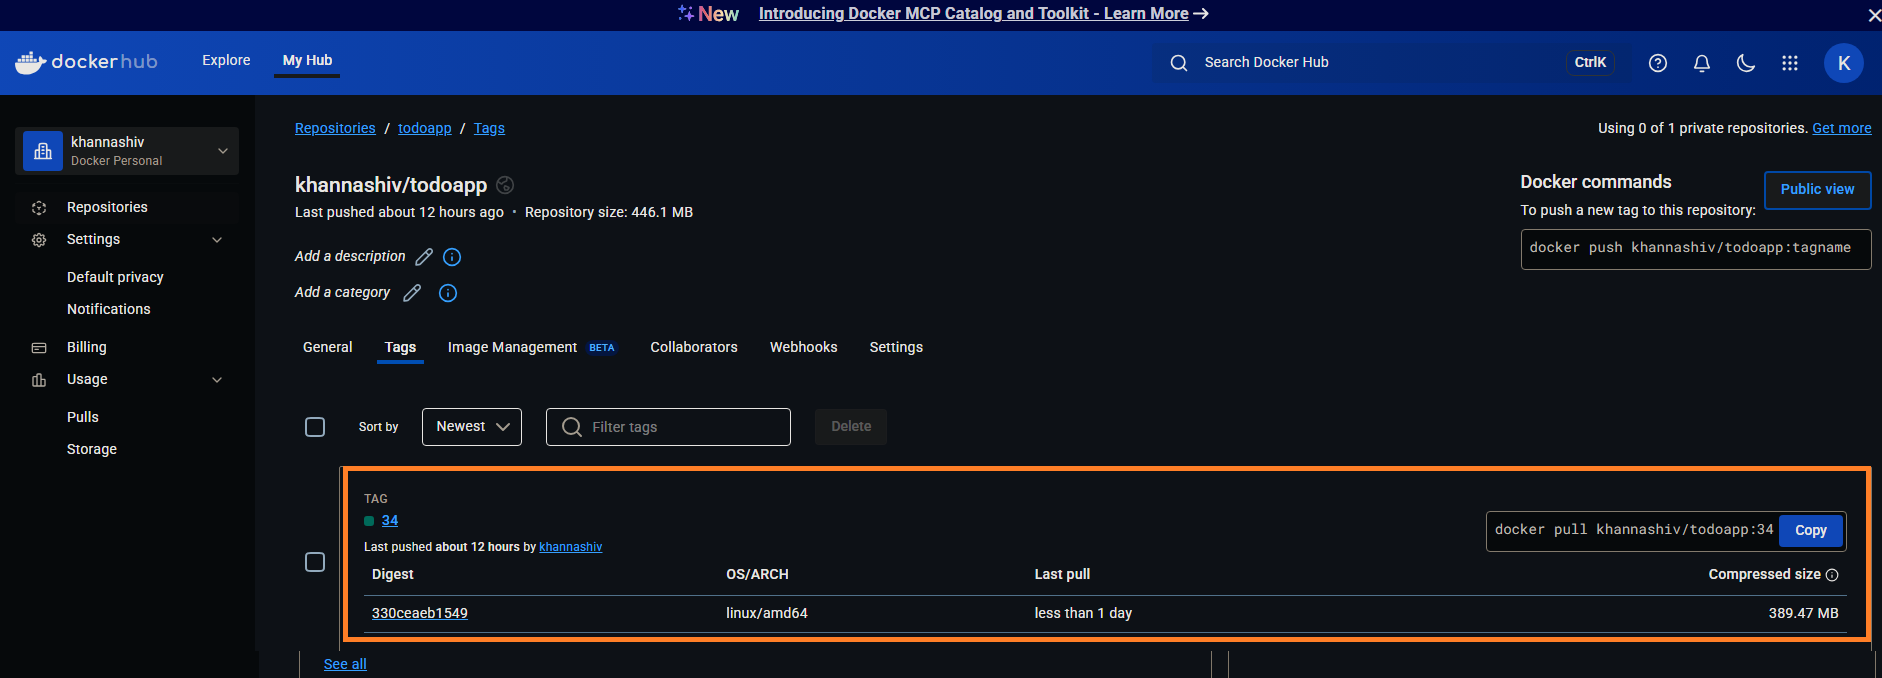 New Introducing Docker MCP Catalog and Toolkit - Learn More →
dockerhub Explore My Hub Search Docker Hub CtrlK K
khannashiv
Docker Personal
Repositories
Settings
Default privacy
Notifications
Billing
Usage
Pulls
Storage
Repositories / todoapp / Tags
Using 0 of 1 private repositories. Get more
khannashiv/todoapp
Last pushed about 12 hours ago • Repository size: 446.1 MB
Add a description
Add a category
Docker commands
Public view
To push a new tag to this repository:
docker push khannashiv/todoapp:tagname
General Tags Image Management BETA Collaborators Webhooks Settings
Sort by Newest Filter tags Delete
TAG
34
Last pushed about 12 hours by khannashiv
docker pull khannashiv/todoapp:34 Copy
Digest OS/ARCH Last pull Compressed size
330ceaeb1549 linux/amd64 less than 1 day 389.47 MB
See all